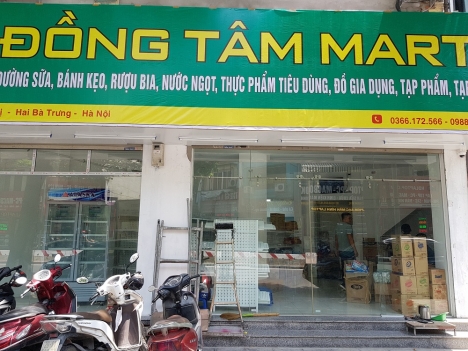 ĐỒNG TÂM MART
ĐƯỜNG SỮA, BÁNH KẸO, RƯỢU BIA, NƯỚC NGỌT, THỰC PHẨM TIÊU DÙNG, ĐỒ GIA DỤNG, TẠP PHẨM,
- Hai Bà Trưng - Hà Nội
0366.172.566 - 0988